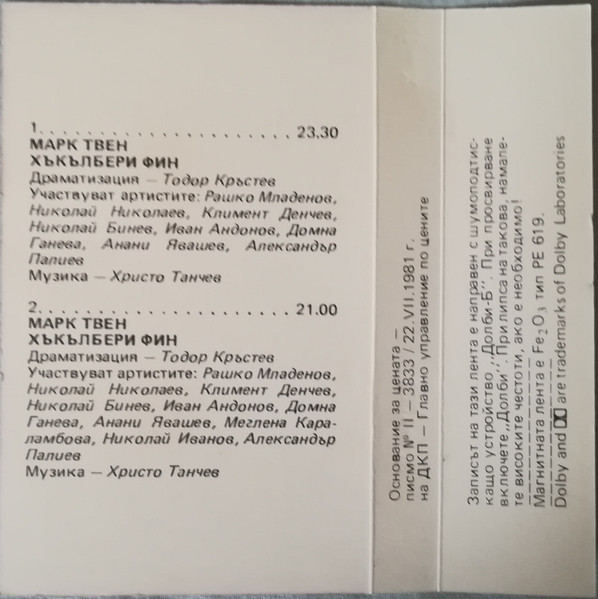 1. . . . . . . . . . . . . . . . . . . . . 23.30
МАРК ТВЕН
ХЪКЪЛБЕРИ ФИН
Драматизация – Тодор Кръстев
Участвуват артистите: Рашко Младенов,
Николай Николаев, Климент Денчев,
Николай Бинев, Иван Андонов, Домна
Ганева, Анани Явашев, Александър
Палиев
Музика – Христо Танчев
2. . . . . . . . . . . . . . . . . . . . . 21.00
МАРК ТВЕН
ХЪКЪЛБЕРИ ФИН
Драматизация – Тодор Кръстев
Участвуват артистите: Рашко Младенов,
Николай Николаев, Климент Денчев,
Николай Бинев, Иван Андонов, Домна
Ганева, Анани Явашев, Меглена Кара-
ламбова, Николай Иванов, Александър
Палиев
Музика – Христо Танчев
Основание за цената –
писмо № III – 3833 / 22.VII.1981 г.
на ДКП – Главно управление по цените
Записът на тази лента е направен с шумоподтис-
кащо устройство „Долби-Б“. При просвирване
включете „Долби“. При липса на такова, намале-
те високите честоти, ако е необходимо!
Магнитната лента е Fe₂O₃ тип PE 619.
Dolby and are trademarks of Dolby Laboratories